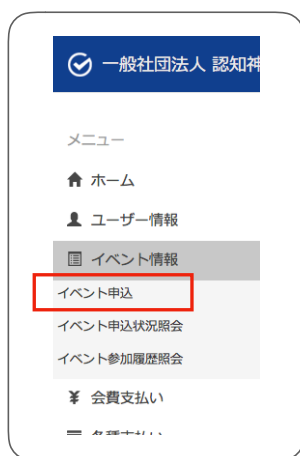 一般社団法人 認知神
メニュー
ホーム
ユーザー情報
イベント情報
イベント申込
イベント申込状況照会
イベント参加履歴照会
¥ 会費支払い